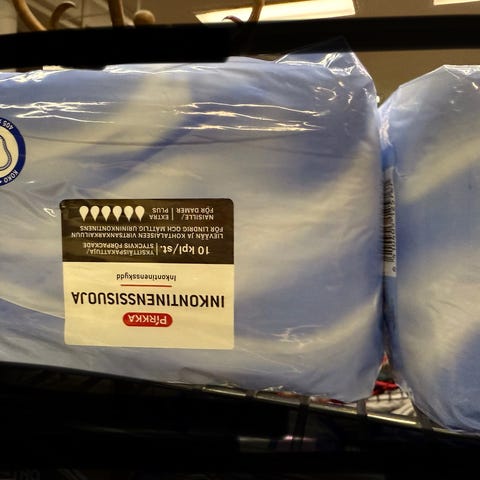 PIRKKA
INKONTINENSSISUOJA
Inkontinensskydd
10 kpl/st.
YKSITTÄISPAKATTUJA/
STYCKVIS FÖRPACKADE
LIEVÄÄN JA KOHTALAISEEN VIRTSANKARKAILUUN
FÖR LINDRIG OCH MÅTTLIG URININKONTINENS
NAISILLE/
FÖR DAMER
EXTRA
PLUS
KOKO